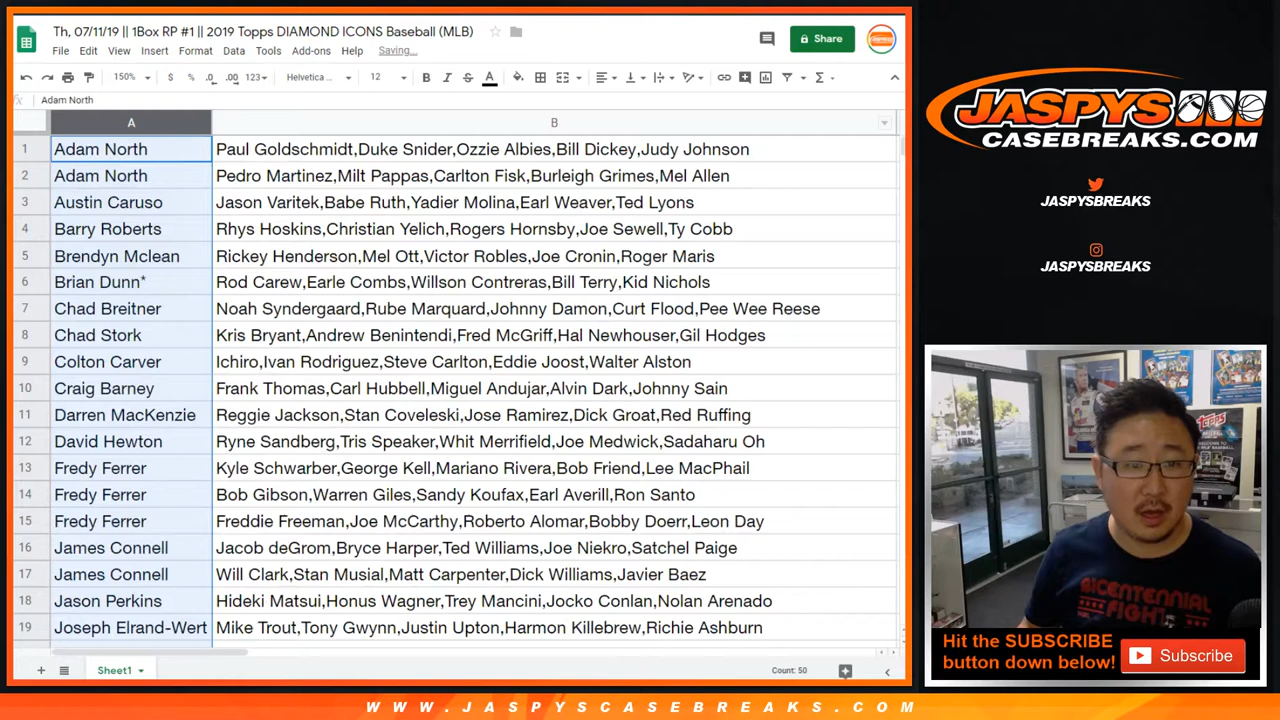 Th, 07/11/19 || 1Box RP #1 || 2019 Topps DIAMOND ICONS Baseball (MLB)
File Edit View Insert Format Data Tools Add-ons Help Saving...
Share
150% $ % .0 .00 123 Helvetica ... 12 B I S A
fx Adam North
A B
1 Adam North Paul Goldschmidt,Duke Snider,Ozzie Albies,Bill Dickey,Judy Johnson
2 Adam North Pedro Martinez,Milt Pappas,Carlton Fisk,Burleigh Grimes,Mel Allen
3 Austin Caruso Jason Varitek,Babe Ruth,Yadier Molina,Earl Weaver,Ted Lyons
4 Barry Roberts Rhys Hoskins,Christian Yelich,Rogers Hornsby,Joe Sewell,Ty Cobb
5 Brendyn Mclean Rickey Henderson,Mel Ott,Victor Robles,Joe Cronin,Roger Maris
6 Brian Dunn* Rod Carew,Earle Combs,Willson Contreras,Bill Terry,Kid Nichols
7 Chad Breitner Noah Syndergaard,Rube Marquard,Johnny Damon,Curt Flood,Pee Wee Reese
8 Chad Stork Kris Bryant,Andrew Benintendi,Fred McGriff,Hal Newhouser,Gil Hodges
9 Colton Carver Ichiro,Ivan Rodriguez,Steve Carlton,Eddie Joost,Walter Alston
10 Craig Barney Frank Thomas,Carl Hubbell,Miguel Andujar,Alvin Dark,Johnny Sain
11 Darren MacKenzie Reggie Jackson,Stan Coveleski,Jose Ramirez,Dick Groat,Red Ruffing
12 David Hewton Ryne Sandberg,Tris Speaker,Whit Merrifield,Joe Medwick,Sadaharu Oh
13 Fredy Ferrer Kyle Schwarber,George Kell,Mariano Rivera,Bob Friend,Lee MacPhail
14 Fredy Ferrer Bob Gibson,Warren Giles,Sandy Koufax,Earl Averill,Ron Santo
15 Fredy Ferrer Freddie Freeman,Joe McCarthy,Roberto Alomar,Bobby Doerr,Leon Day
16 James Connell Jacob deGrom,Bryce Harper,Ted Williams,Joe Niekro,Satchel Paige
17 James Connell Will Clark,Stan Musial,Matt Carpenter,Dick Williams,Javier Baez
18 Jason Perkins Hideki Matsui,Honus Wagner,Trey Mancini,Jocko Conlan,Nolan Arenado
19 Joseph Elrand-Wert Mike Trout,Tony Gwynn,Justin Upton,Harmon Killebrew,Richie Ashburn
Sheet1 Count: 50
JASPYS
CASEBREAKS.COM
JASPYSBREAKS
JASPYSBREAKS
TOPPS
BICENTENNIAL
FIGHT
Hit the SUBSCRIBE
button down below!
Subscribe
WWW.JASPYSCASEBREAKS.COM